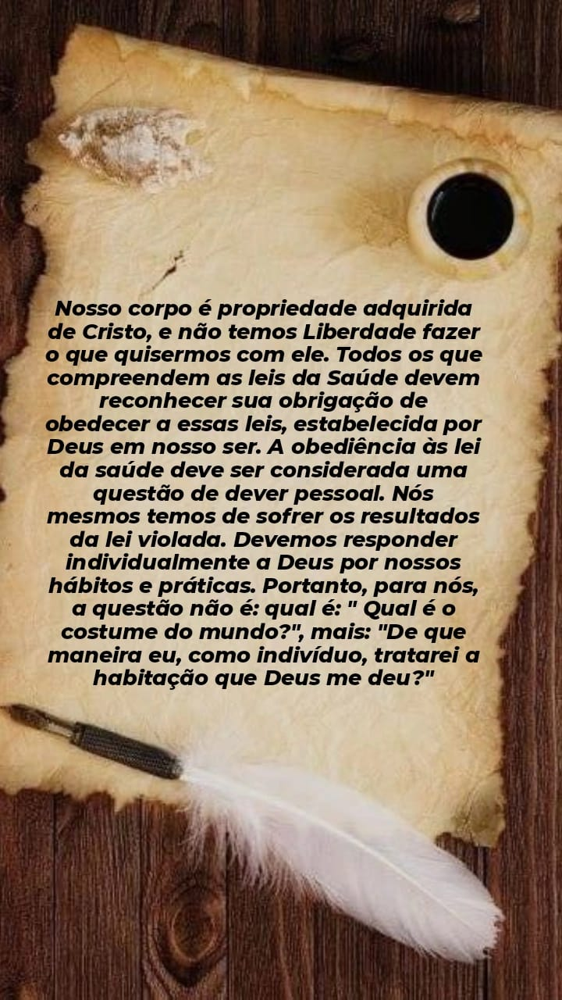 Nosso corpo é propriedade adquirida
de Cristo, e não temos Liberdade fazer
o que quisermos com ele. Todos os que
compreendem as leis da Saúde devem
reconhecer sua obrigação de
obedecer a essas leis, estabelecida por
Deus em nosso ser. A obediência às lei
da saúde deve ser considerada uma
questão de dever pessoal. Nós
mesmos temos de sofrer os resultados
da lei violada. Devemos responder
individualmente a Deus por nossos
hábitos e práticas. Portanto, para nós,
a questão não é: qual é: " Qual é o
costume do mundo?", mais: "De que
maneira eu, como indivíduo, tratarei a
habitação que Deus me deu?"